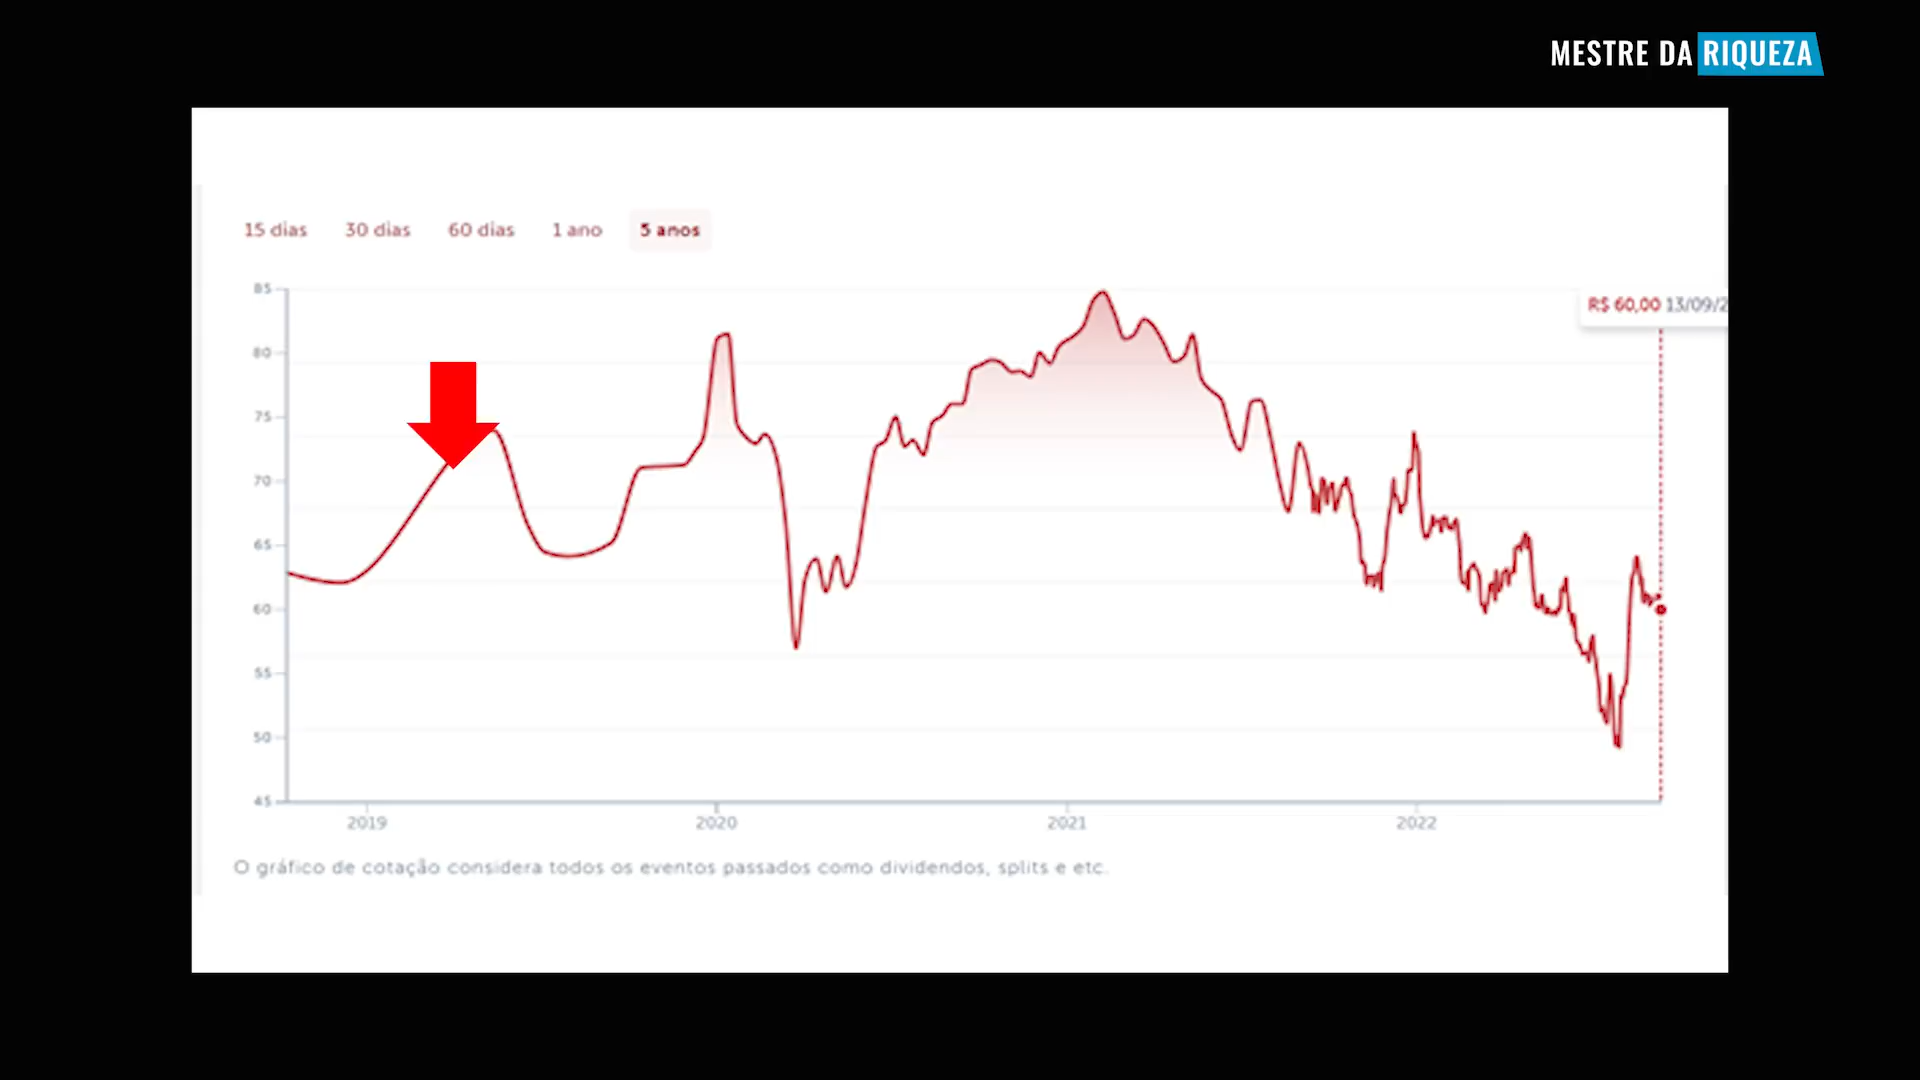 MESTRE DA RIQUEZA
15 dias 30 dias 60 dias 1 ano 5 anos
R$ 60,00 13/09/2
85
80
75
70
65
60
55
50
45
2019 2020 2021 2022
O gráfico de cotação considera todos os eventos passados como dividendos, splits e etc.